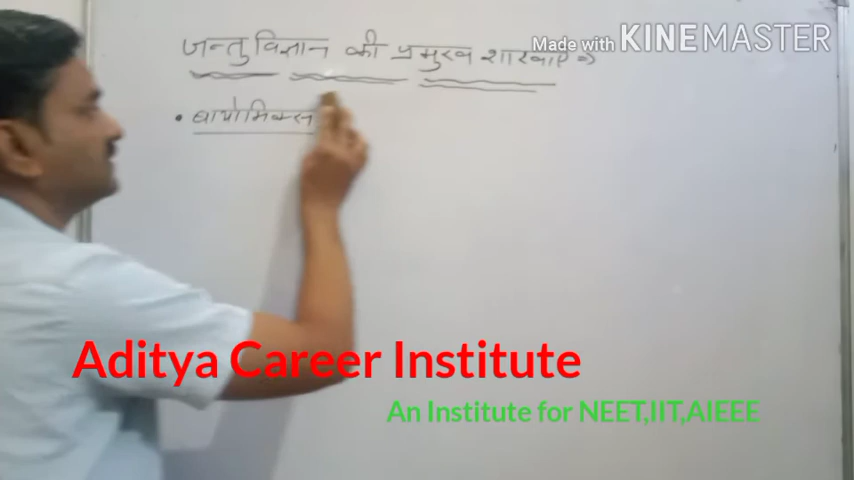 जन्तु विज्ञान की प्रमुख शाखाएं ⇒
Made with KINEMASTER
• बायोमिक्स
Aditya Career Institute
An Institute for NEET,IIT,AIEEE